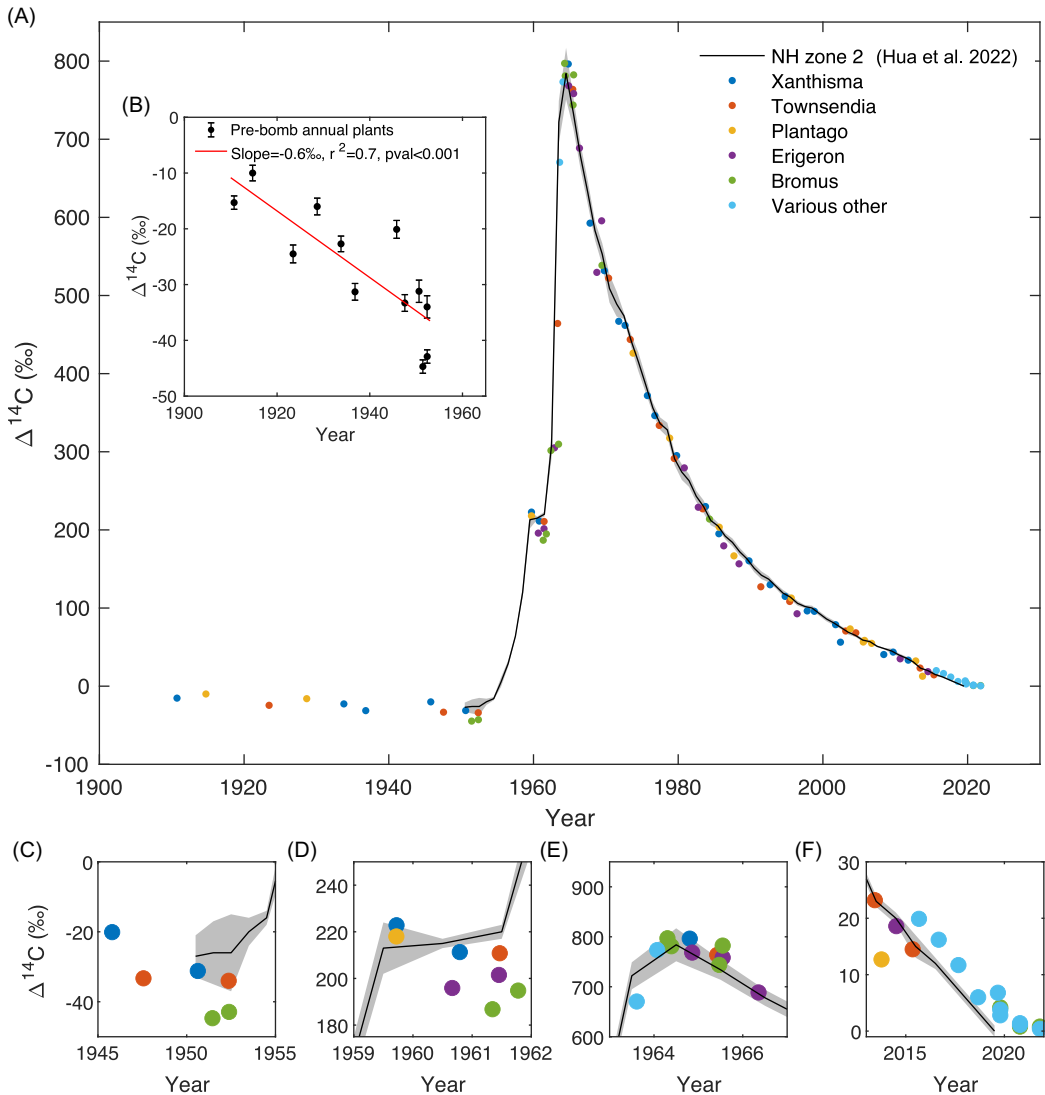 (A)
800
700
600
500
400
300
200
100
0
-100
Δ 14C (‰)
1900
1920
1940
1960
1980
2000
2020
Year
NH zone 2 (Hua et al. 2022)
Xanthisma
Townsendia
Plantago
Erigeron
Bromus
Various other
(B)
0
-10
-20
-30
-40
-50
Δ14C (‰)
Pre-bomb annual plants
Slope=-0.6‰, r 2=0.7, pval<0.001
1900
1920
1940
1960
Year
(C)
0
-20
-40
Δ 14C (‰)
1945
1950
1955
Year
(D)
240
220
200
180
1959
1960
1961
1962
Year
(E)
900
800
700
600
1964
1966
Year
(F)
30
20
10
0
2015
2020
Year